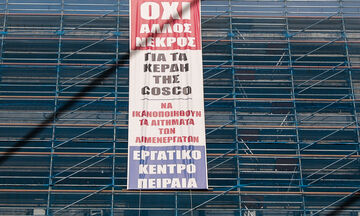 ΟΧΙ
ΑΛΛΟΣ
ΝΕΚΡΟΣ
ΓΙΑ ΤΑ
ΚΕΡΔΗ
ΤΗΣ
COSCO
ΝΑ
ΙΚΑΝΟΠΟΙΗΘΟΥΝ
ΤΑ ΑΙΤΗΜΑΤΑ
ΤΩΝ
ΛΙΜΕΝΕΡΓΑΤΩΝ
ΕΡΓΑΤΙΚΟ
ΚΕΝΤΡΟ
ΠΕΙΡΑΙΑ